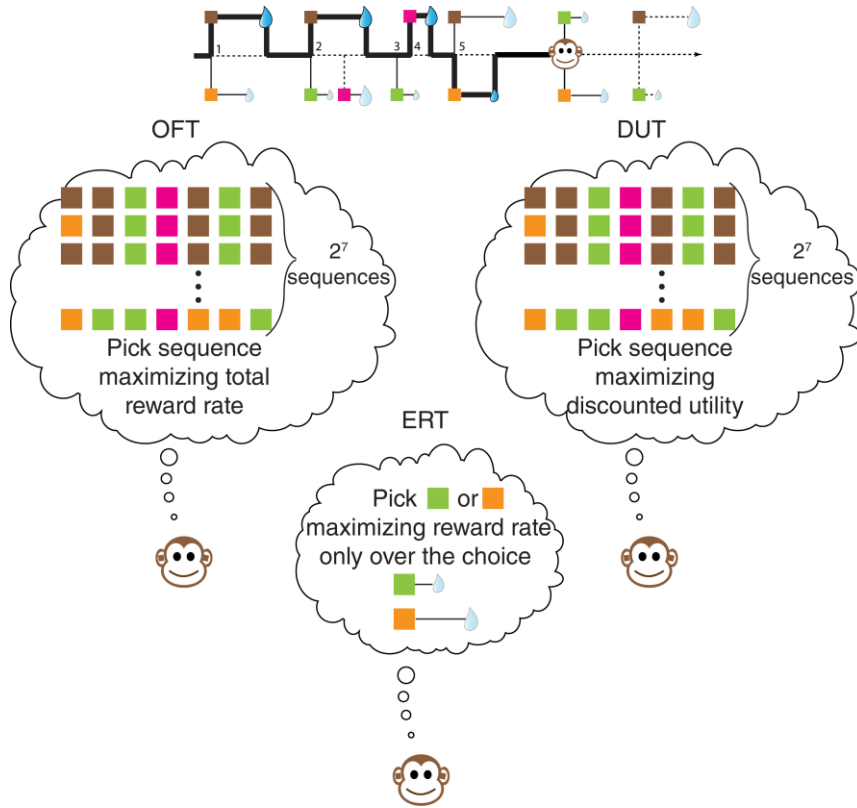 1 2 3 4 5
OFT
DUT
2⁷
sequences
Pick sequence
maximizing total
reward rate
2⁷
sequences
Pick sequence
maximizing
discounted utility
ERT
Pick or
maximizing reward rate
only over the choice